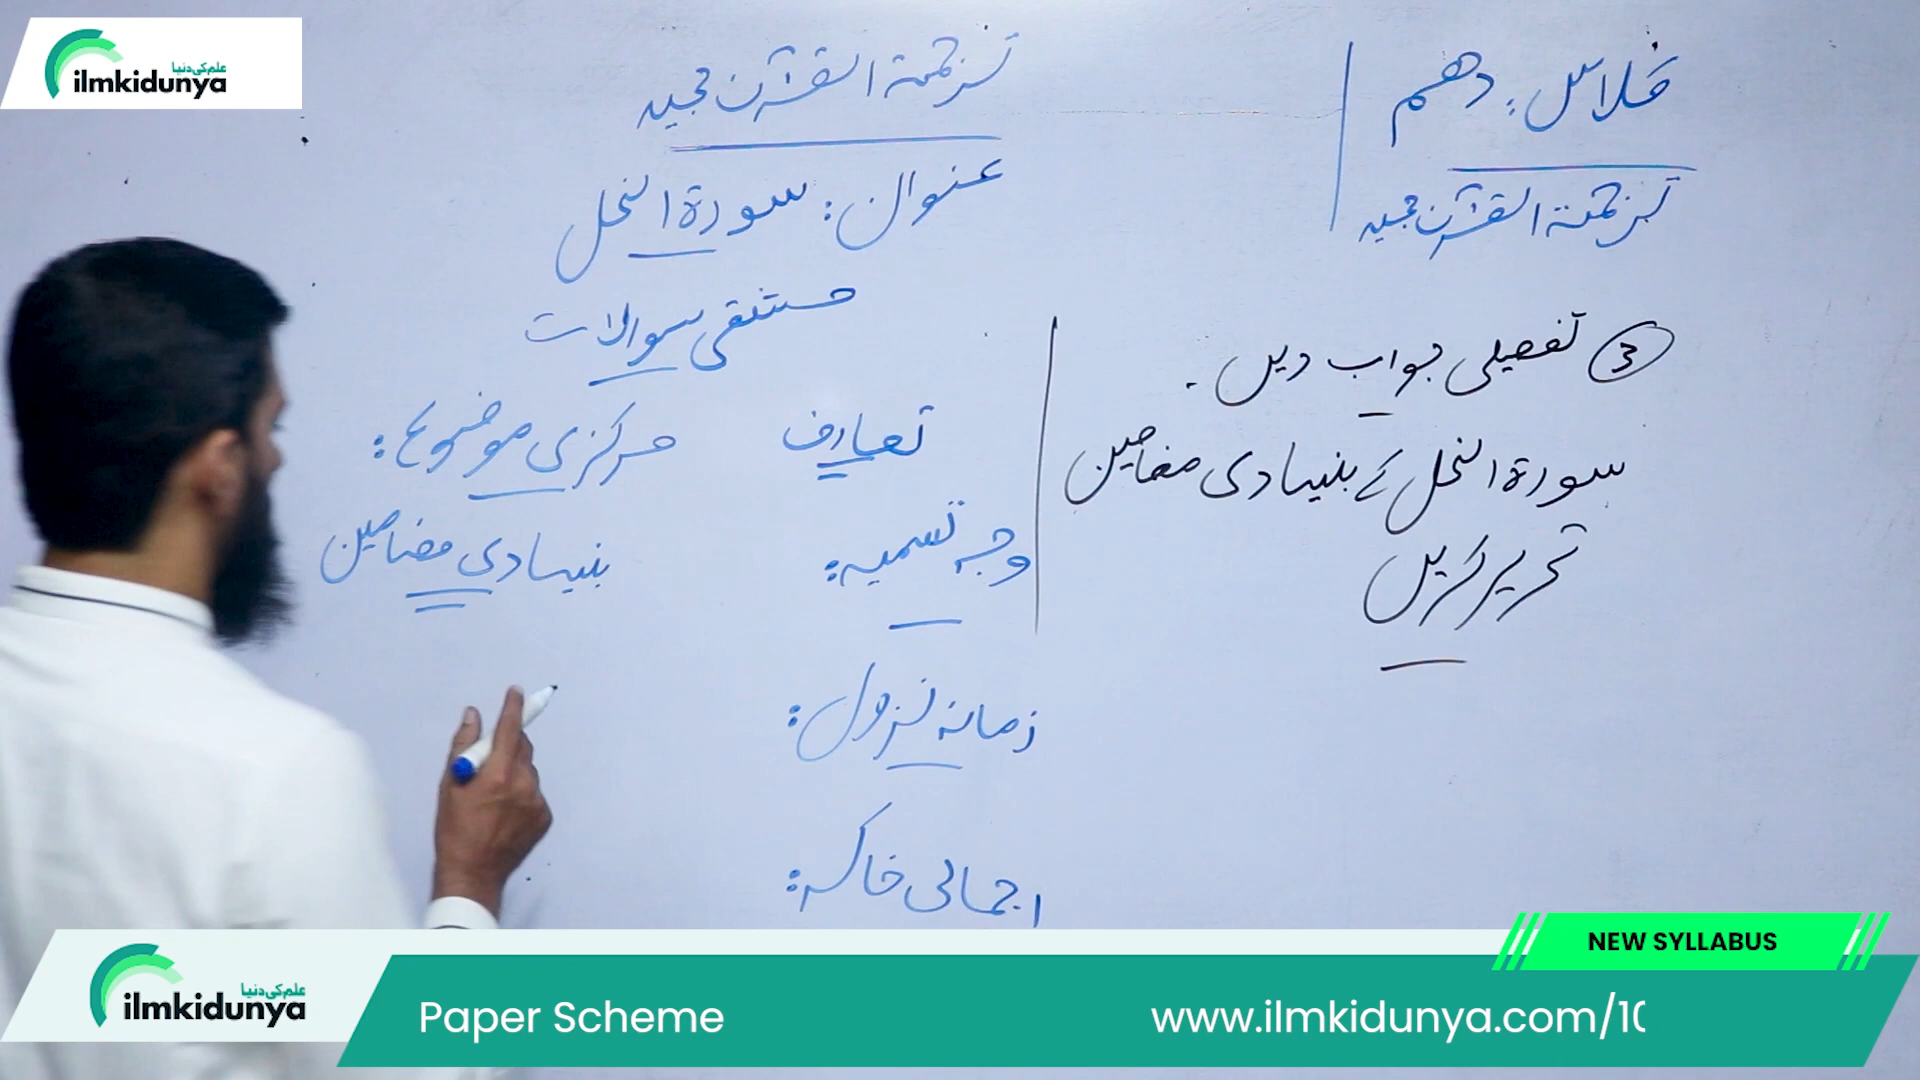 علم کی دنیا
ilmkidunya
کلاس: دھم
ترجمۃ القرآن مجید
ترجمۃ القرآن مجید
عنوان: سورۃ النحل
مشقی سوالات
3 تفصیلی جواب دیں۔
سورۃ النحل کے بنیادی مضامین
تحریر کریں
تعارف
مرکزی موضوع:
وجہ تسمیہ:
بنیادی مضامین
زمانہ نزول:
اجمالی خاکہ:
NEW SYLLABUS
علم کی دنیا
ilmkidunya
Paper Scheme
www.ilmkidunya.com/10